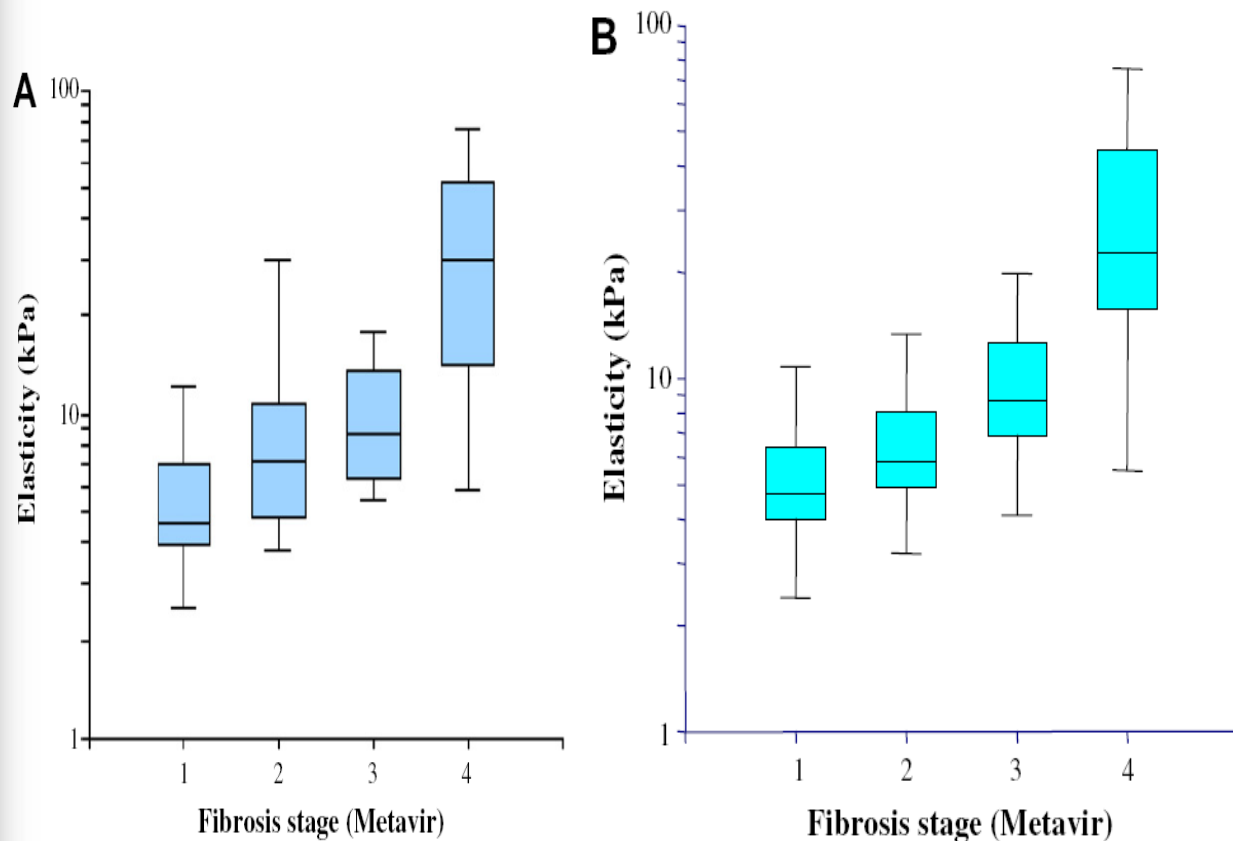 A
100
10
1
Elasticity (kPa)
1 2 3 4
Fibrosis stage (Metavir)
B
100
10
1
Elasticity (kPa)
1 2 3 4
Fibrosis stage (Metavir)